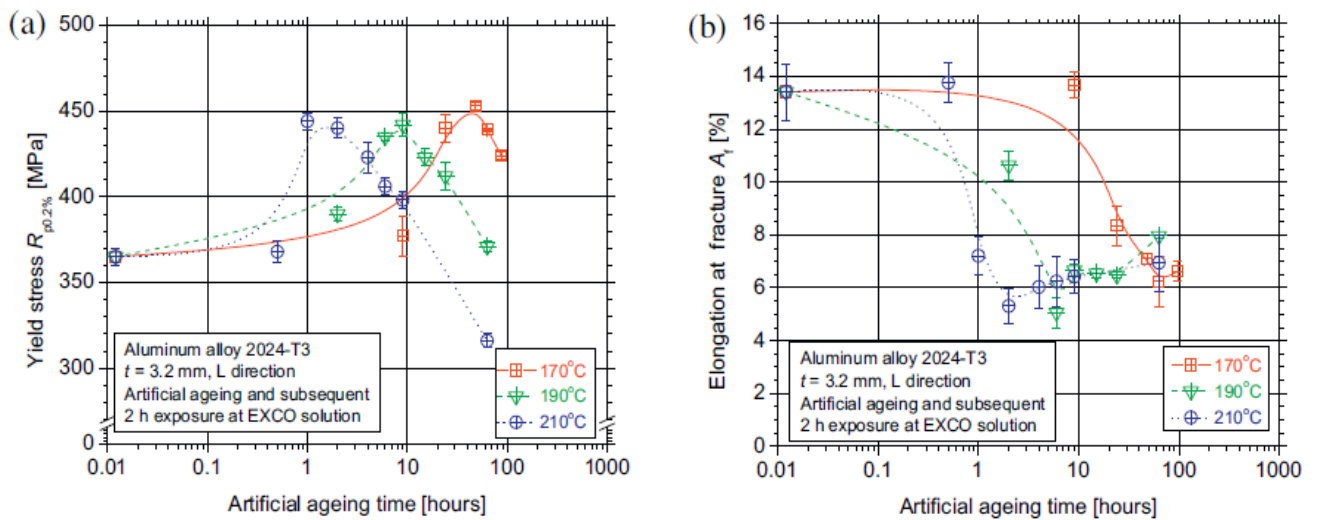 (a)
500
450
400
350
300
0
Yield stress Rp0.2% [MPa]
Aluminum alloy 2024-T3
t = 3.2 mm, L direction
Artificial ageing and subsequent
2 h exposure at EXCO solution
170°C
190°C
210°C
0.01 0.1 1 10 100 1000
Artificial ageing time [hours]
(b)
16
14
12
10
8
6
4
2
0
Elongation at fracture Af [%]
Aluminum alloy 2024-T3
t = 3.2 mm, L direction
Artificial ageing and subsequent
2 h exposure at EXCO solution
170°C
190°C
210°C
0.01 0.1 1 10 100 1000
Artificial ageing time [hours]